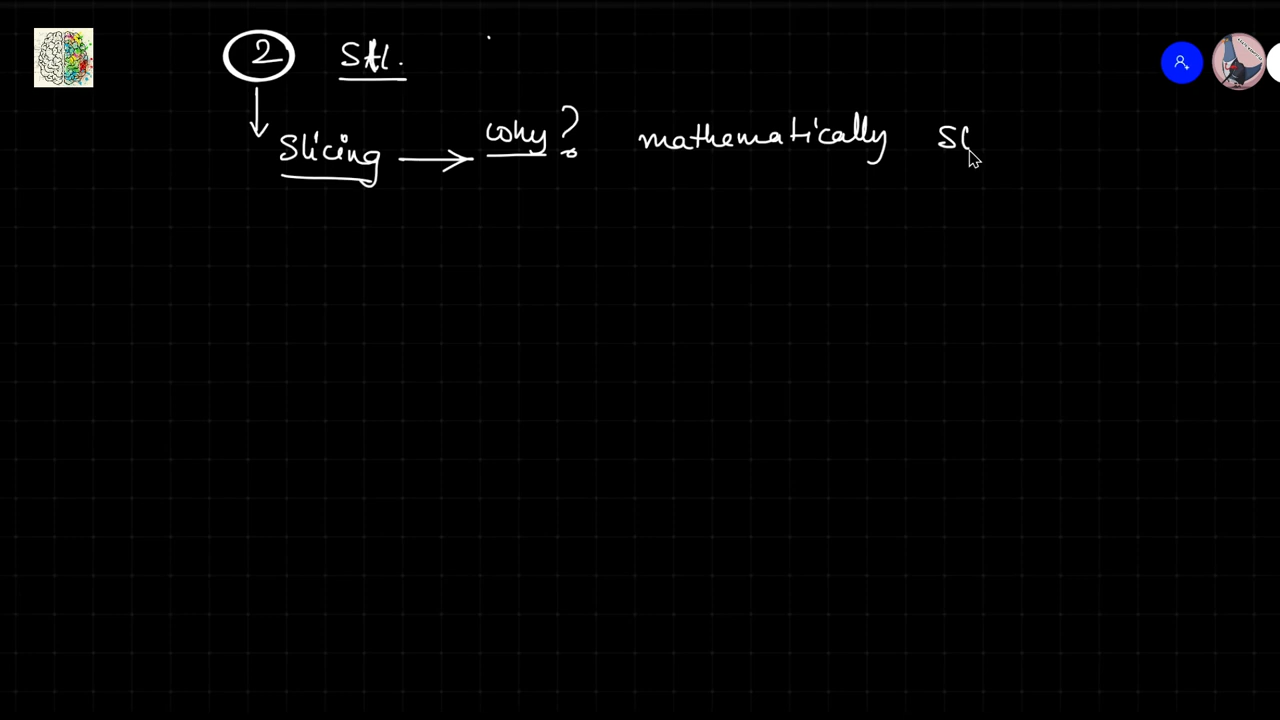 2 Stl.
Slicing → why? mathematically